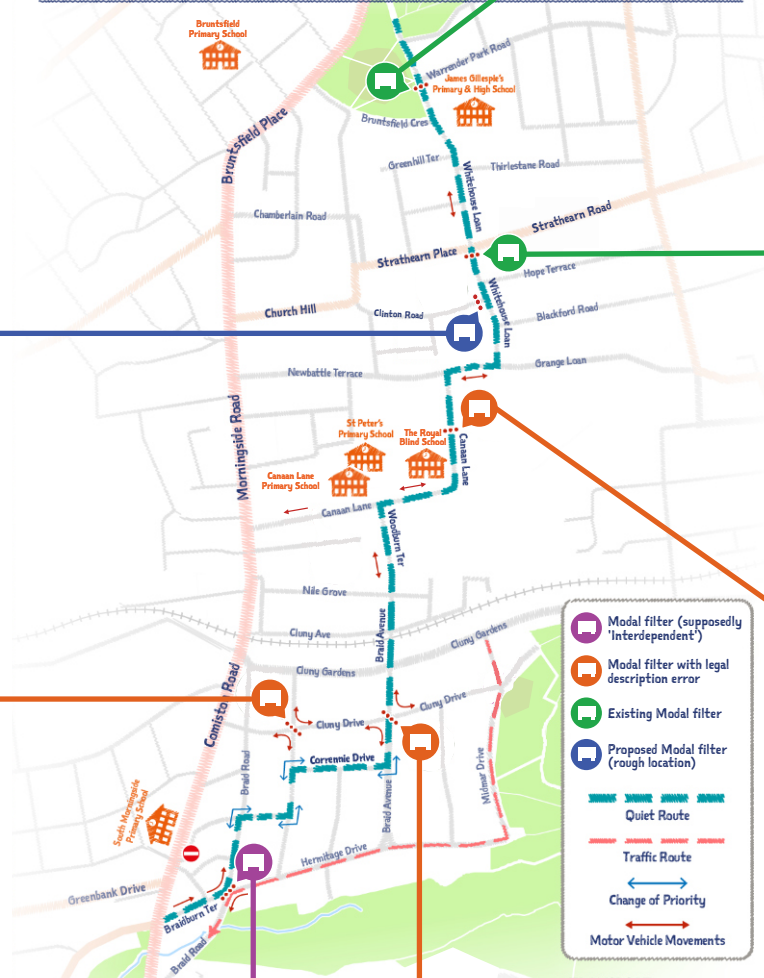 Bruntsfield
Primary School
Warrender Park Road
James Gillespie's
Primary & High School
Bruntsfield Place
Bruntsfield Cres
Greenhill Ter
Thirlestane Road
Whitehouse Loan
Chamberlain Road
Strathearn Road
Strathearn Place
Hope Terrace
Church Hill
Clinton Road
Whitehouse Loan
Blackford Road
Grange Loan
Newbattle Terrace
Morningside Road
St Peter's
Primary School
The Royal
Blind School
Canaan Lane
Canaan Lane
Primary School
Canaan Lane
Woodburn Ter
Nile Grove
Cluny Ave
Braid Avenue
Cluny Gardens
Cluny Gardens
Comiston Road
Cluny Drive
Cluny Drive
Corrennie Drive
Braid Road
Braid Avenue
Midmar Drive
South Morningside
Primary School
Hermitage Drive
Greenbank Drive
Braidburn Ter
Braid Road
Modal filter (supposedly
'Interdependent')
Modal filter with legal
description error
Existing Modal filter
Proposed Modal filter
(rough location)
Quiet Route
Traffic Route
Change of Priority
Motor Vehicle Movements